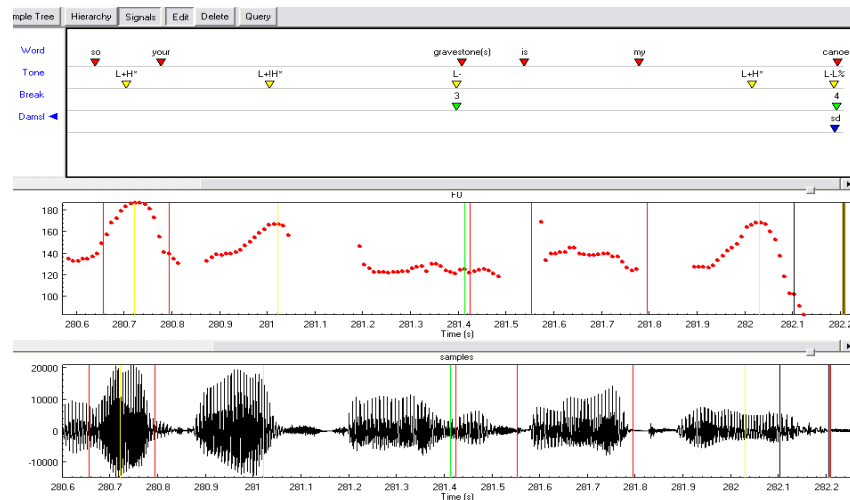 mple Tree Hierarchy Signals Edit Delete Query
Word so your gravestone(s) is my canoe
Tone L+H* L+!H* L- L+H* L-L%
Break 3 4
Damsl sd
F0
180
160
140
120
100
280.6 280.7 280.8 280.9 281 281.1 281.2 281.3 281.4 281.5 281.6 281.7 281.8 281.9 282 282.1 282.2
Time (s)
samples
20000
10000
0
-10000
280.6 280.7 280.8 280.9 281 281.1 281.2 281.3 281.4 281.5 281.6 281.7 281.8 281.9 282 282.1 282.2
Time (s)